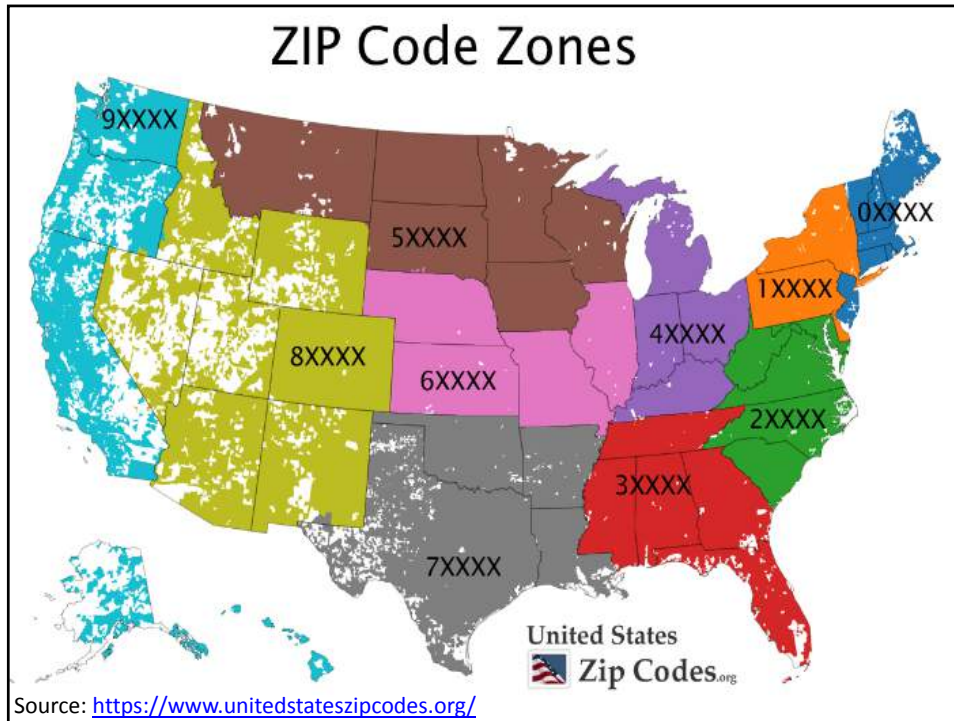 ZIP Code Zones
9XXXX
0XXXX
5XXXX
1XXXX
4XXXX
8XXXX
6XXXX
2XXXX
3XXXX
7XXXX
United States
Zip Codes.org
Source: https://www.unitedstateszipcodes.org/